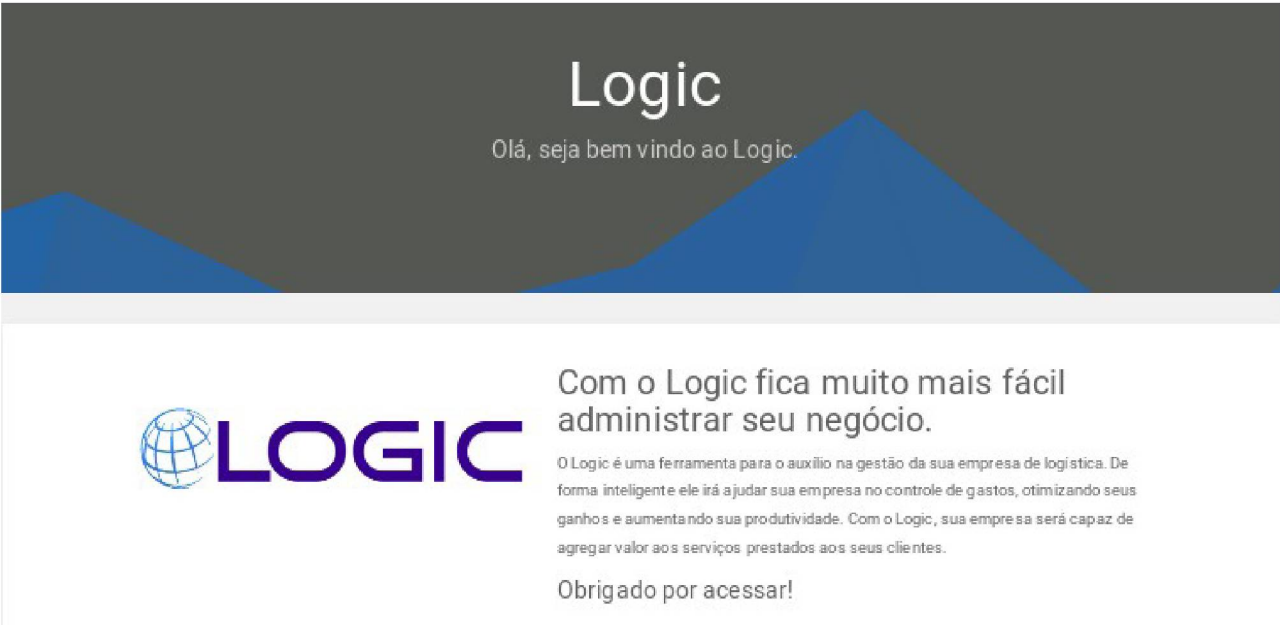 Logic
Olá, seja bem vindo ao Logic.
LOGIC
Com o Logic fica muito mais fácil
administrar seu negócio.
O Logic é uma ferramenta para o auxílio na gestão da sua empresa de logística. De
forma inteligente ele irá ajudar sua empresa no controle de gastos, otimizando seus
ganhos e aumentando sua produtividade. Com o Logic, sua empresa será capaz de
agregar valor aos serviços prestados aos seus clientes.
Obrigado por acessar!